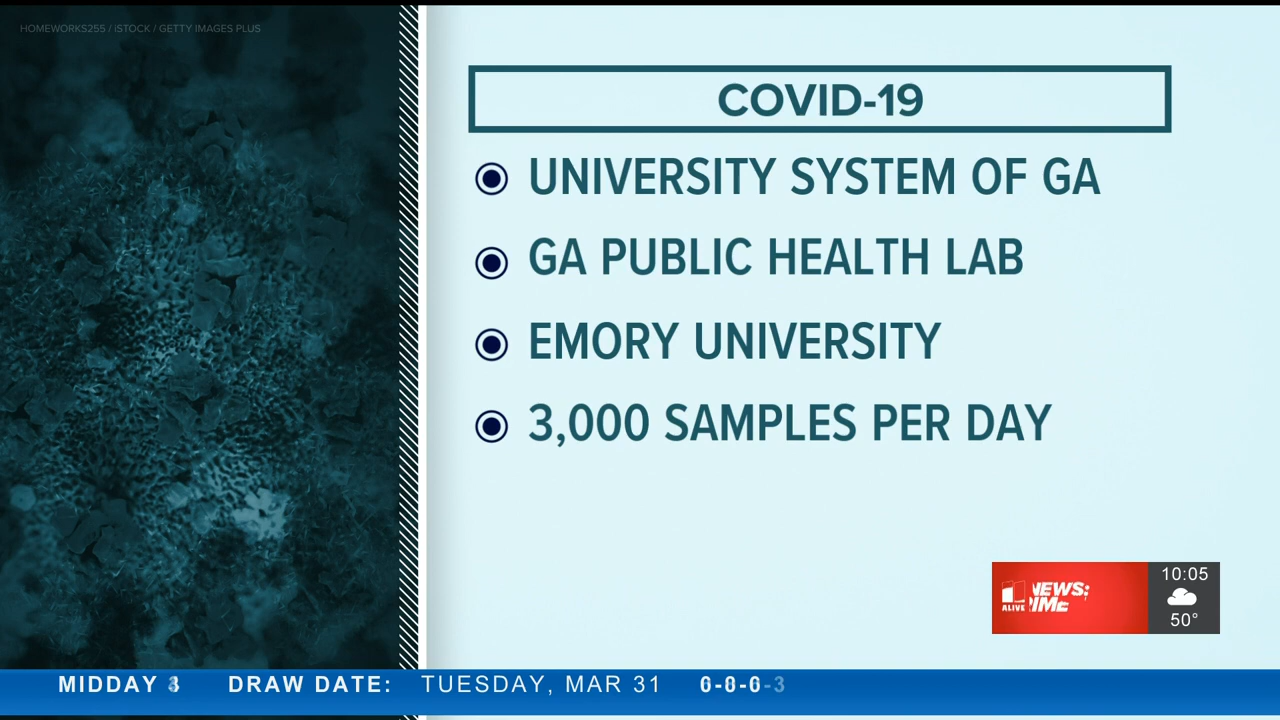 HOMEWORKS255 / iSTOCK / GETTY IMAGES PLUS
COVID-19
UNIVERSITY SYSTEM OF GA
GA PUBLIC HEALTH LAB
EMORY UNIVERSITY
3,000 SAMPLES PER DAY
ALIVE
10:05
50°
MIDDAY DRAW DATE: TUESDAY, MAR 31